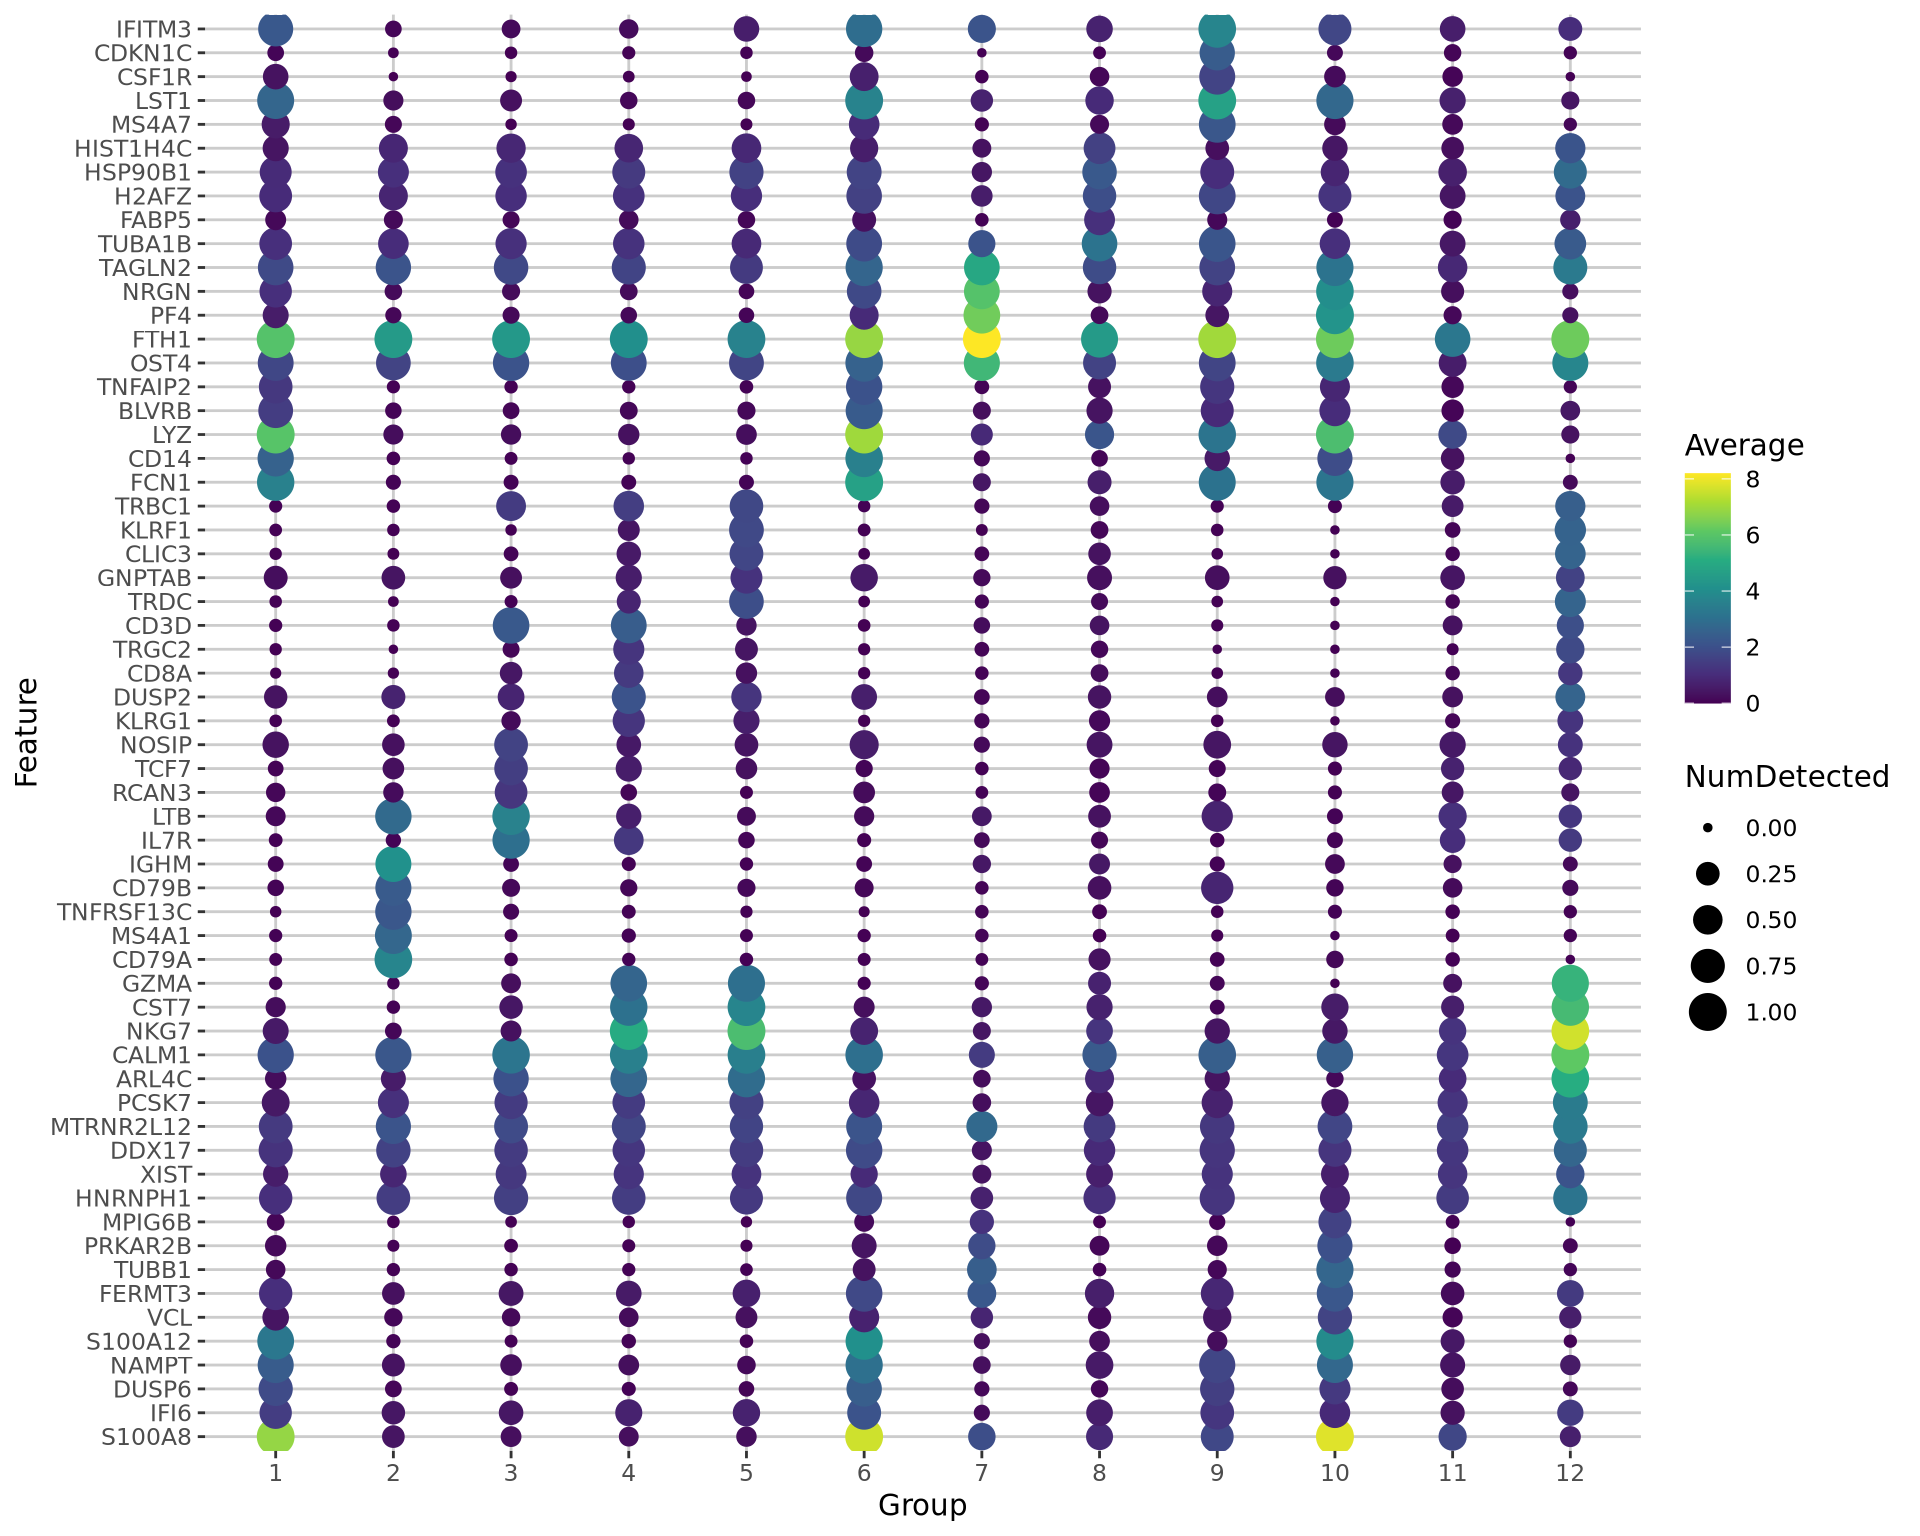 IFITM3
CDKN1C
CSF1R
LST1
MS4A7
HIST1H4C
HSP90B1
H2AFZ
FABP5
TUBA1B
TAGLN2
NRGN
PF4
FTH1
OST4
TNFAIP2
BLVRB
LYZ
CD14
FCN1
TRBC1
KLRF1
CLIC3
GNPTAB
TRDC
CD3D
TRGC2
CD8A
DUSP2
KLRG1
NOSIP
TCF7
RCAN3
LTB
IL7R
IGHM
CD79B
TNFRSF13C
MS4A1
CD79A
GZMA
CST7
NKG7
CALM1
ARL4C
PCSK7
MTRNR2L12
DDX17
XIST
HNRNPH1
MPIG6B
PRKAR2B
TUBB1
FERMT3
VCL
S100A12
NAMPT
DUSP6
IFI6
S100A8
Feature
1 2 3 4 5 6 7 8 9 10 11 12
Group
Average
8
6
4
2
0
NumDetected
0.00
0.25
0.50
0.75
1.00